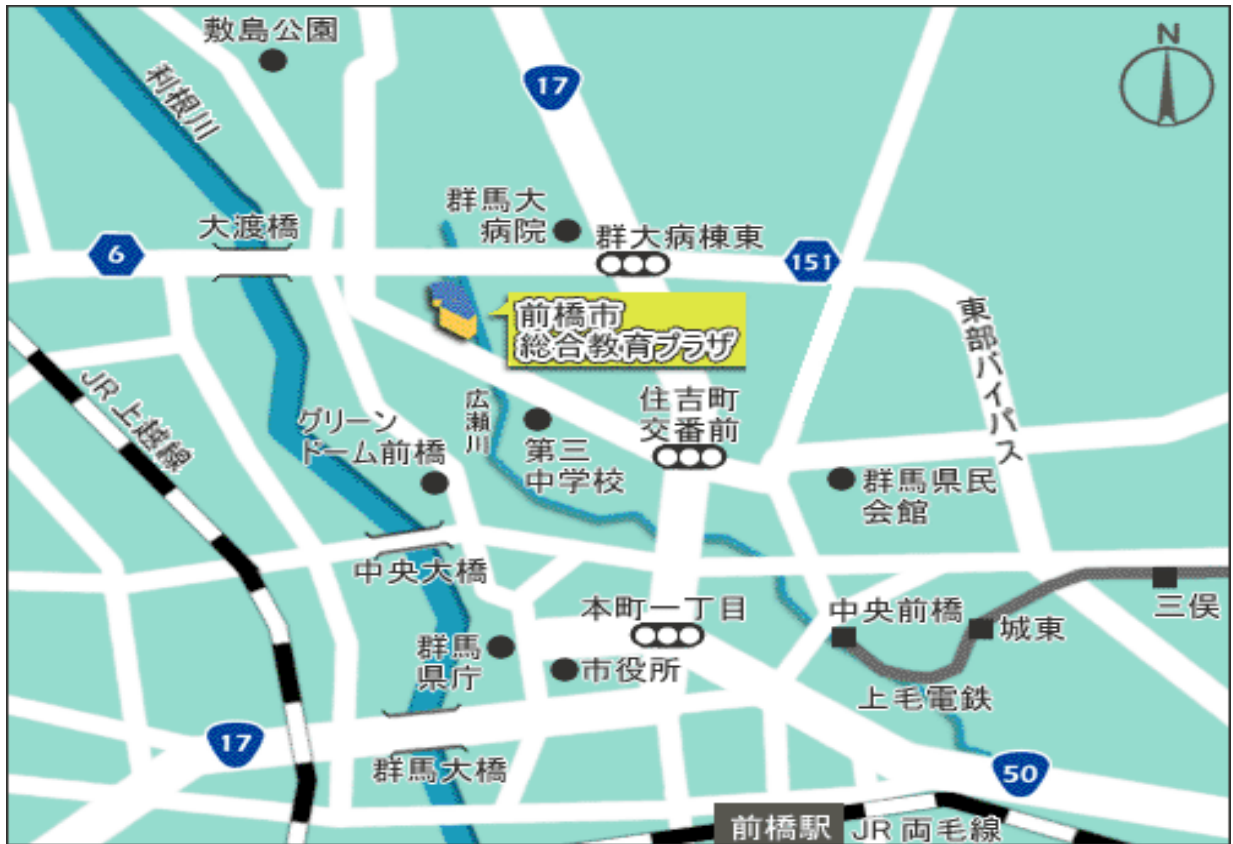 敷島公園
N
17
利根川
群馬大
病院
大渡橋
群大病棟東
6
151
前橋市
総合教育プラザ
東部バイパス
JR上越線
グリーン
ドーム前橋
広瀬川
第三
中学校
住吉町
交番前
群馬県民
会館
中央大橋
本町一丁目
中央前橋
城東
三俣
群馬
県庁
市役所
上毛電鉄
17
群馬大橋
50
前橋駅
JR両毛線